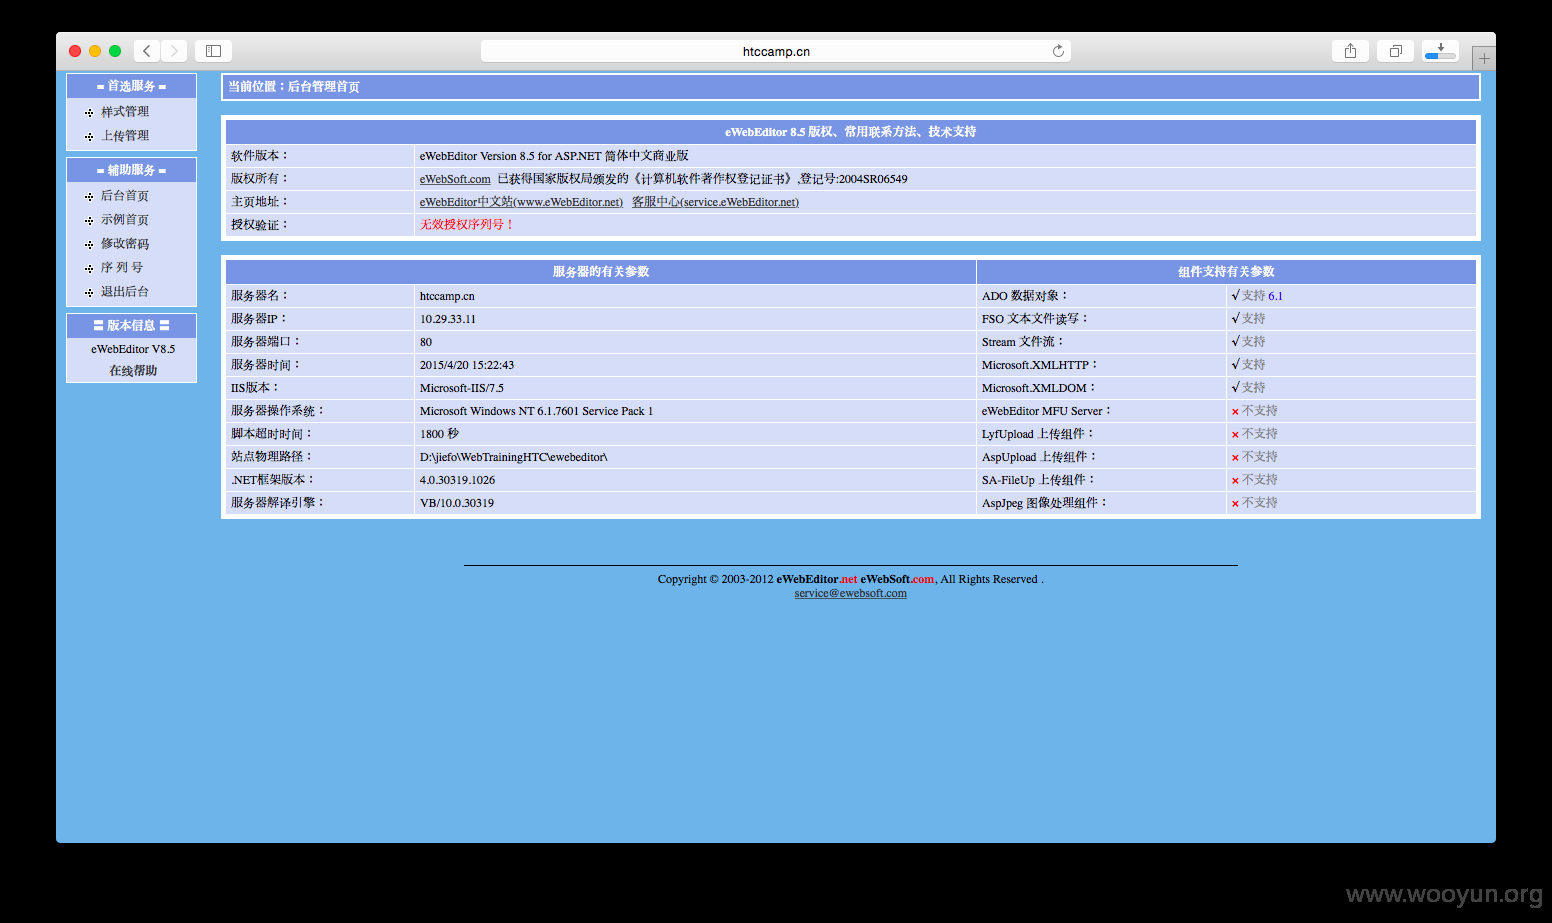 htccamp.cn
= 首选服务 =
样式管理
上传管理
= 辅助服务 =
后台首页
示例首页
修改密码
序 列 号
退出后台
〓 版本信息 〓
eWebEditor V8.5
在线帮助
当前位置：后台管理首页
eWebEditor 8.5 版权、常用联系方法、技术支持
软件版本： eWebEditor Version 8.5 for ASP.NET 简体中文商业版
版权所有： eWebSoft.com 已获得国家版权局颁发的《计算机软件著作权登记证书》,登记号:2004SR06549
主页地址： eWebEditor中文站(www.eWebEditor.net) 客服中心(service.eWebEditor.net)
授权验证： 无效授权序列号！
服务器的有关参数 组件支持有关参数
服务器名： htccamp.cn ADO 数据对象： √ 支持 6.1
服务器IP： 10.29.33.11 FSO 文本文件读写： √ 支持
服务器端口： 80 Stream 文件流： √ 支持
服务器时间： 2015/4/20 15:22:43 Microsoft.XMLHTTP： √ 支持
IIS版本： Microsoft-IIS/7.5 Microsoft.XMLDOM： √ 支持
服务器操作系统： Microsoft Windows NT 6.1.7601 Service Pack 1 eWebEditor MFU Server： × 不支持
脚本超时时间： 1800 秒 LyfUpload 上传组件： × 不支持
站点物理路径： D:\jiefo\WebTrainingHTC\ewebeditor\ AspUpload 上传组件： × 不支持
.NET框架版本： 4.0.30319.1026 SA-FileUp 上传组件： × 不支持
服务器解译引擎： VB/10.0.30319 AspJpeg 图像处理组件： × 不支持
Copyright © 2003-2012 eWebEditor.net eWebSoft.com, All Rights Reserved .
service@ewebsoft.com
www.wooyun.org